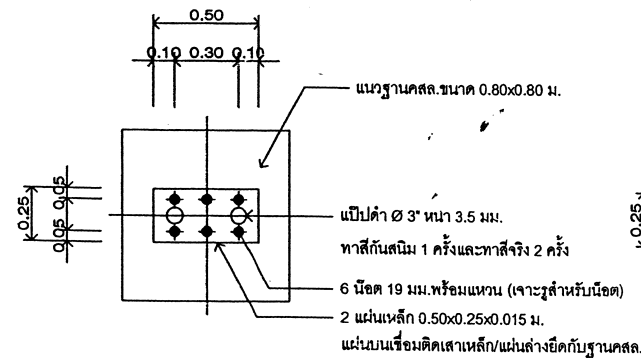 0.50
0.10 0.30 0.10
แนวฐานคสล.ขนาด 0.80x0.80 ม.
0.05
0.25
0.05
0.25
แป๊ปดำ Ø 3" หนา 3.5 มม.
ทาสีกันสนิม 1 ครั้งและทาสีจริง 2 ครั้ง
6 น๊อต 19 มม.พร้อมแหวน (เจาะรูสำหรับน๊อต)
2 แผ่นเหล็ก 0.50x0.25x0.015 ม.
แผ่นบนเชื่อมติดเสาเหล็ก/แผ่นล่างยึดกับฐานคสล.